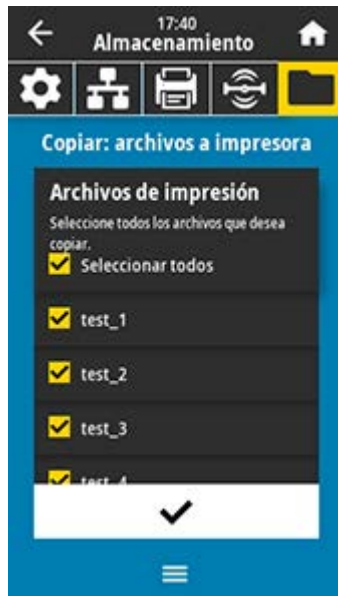 17:40
Almacenamiento
Copiar: archivos a impresora
Archivos de impresión
Seleccione todos los archivos que desea
copiar.
Seleccionar todos
test_1
test_2
test_3
test_4